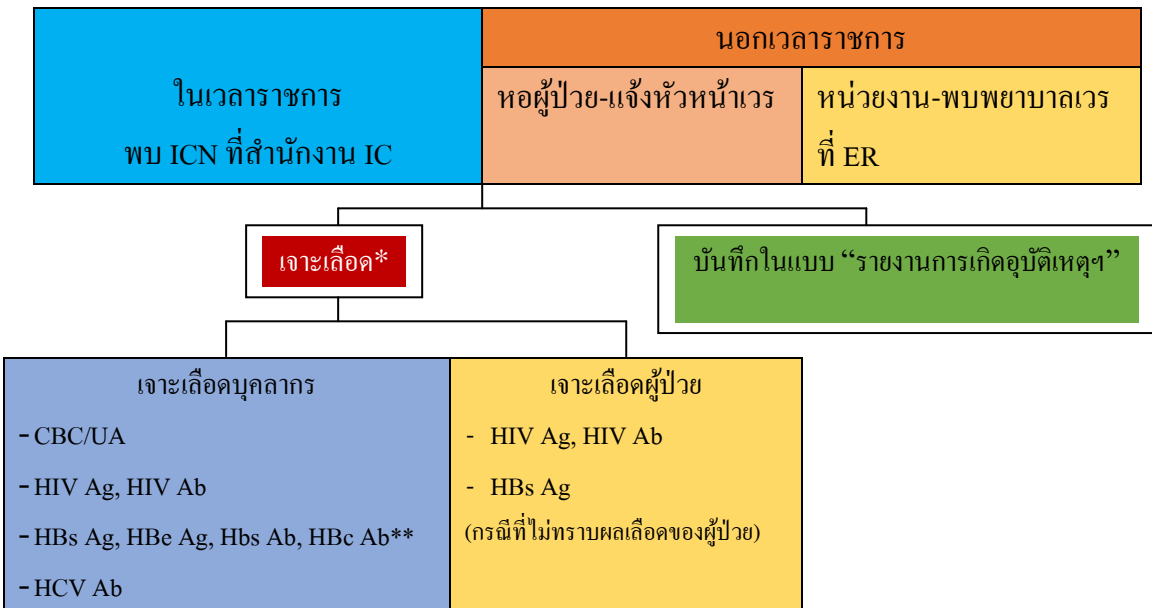 ในเวลาราชการ
พบ ICN ที่สำนักงาน IC
นอกเวลาราชการ
หอผู้ป่วย-แจ้งหัวหน้าเวร
หน่วยงาน-พบพยาบาลเวร
ที่ ER
เจาะเลือด*
บันทึกในแบบ “รายงานการเกิดอุบัติเหตุฯ”
เจาะเลือดบุคลากร
- CBC/UA
- HIV Ag, HIV Ab
- HBs Ag, HBe Ag, Hbs Ab, HBc Ab**
- HCV Ab
เจาะเลือดผู้ป่วย
- HIV Ag, HIV Ab
- HBs Ag
(กรณีที่ไม่ทราบผลเลือดของผู้ป่วย)